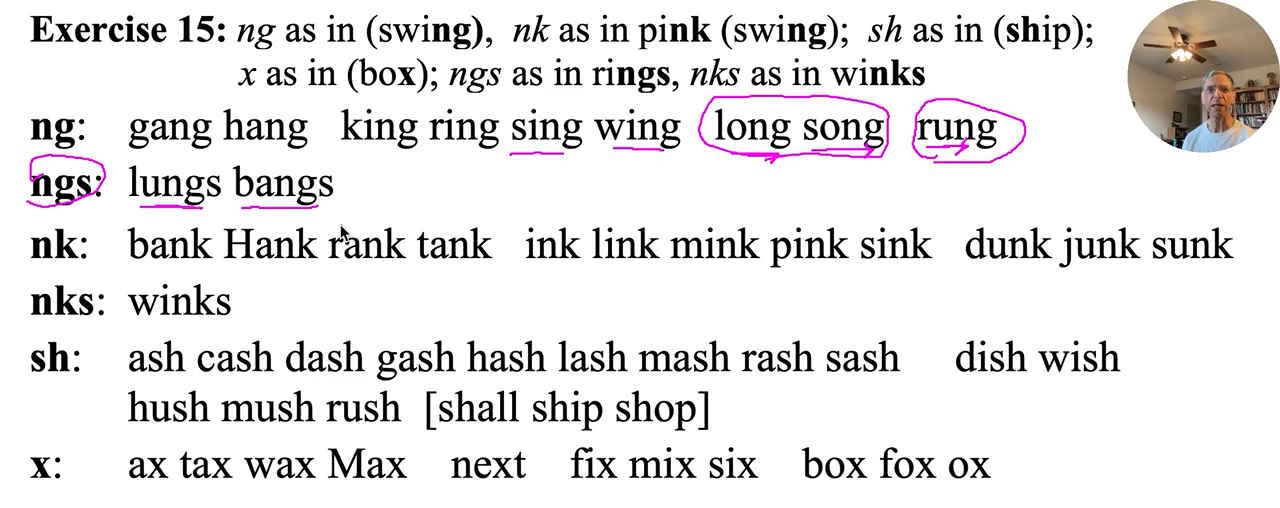 Exercise 15: ng as in (swing), nk as in pink (swing); sh as in (ship);
x as in (box); ngs as in rings, nks as in winks
ng: gang hang king ring sing wing long song rung
ngs: lungs bangs
nk: bank Hank rank tank ink link mink pink sink dunk junk sunk
nks: winks
sh: ash cash dash gash hash lash mash rash sash dish wish
hush mush rush [shall ship shop]
x: ax tax wax Max next fix mix six box fox ox